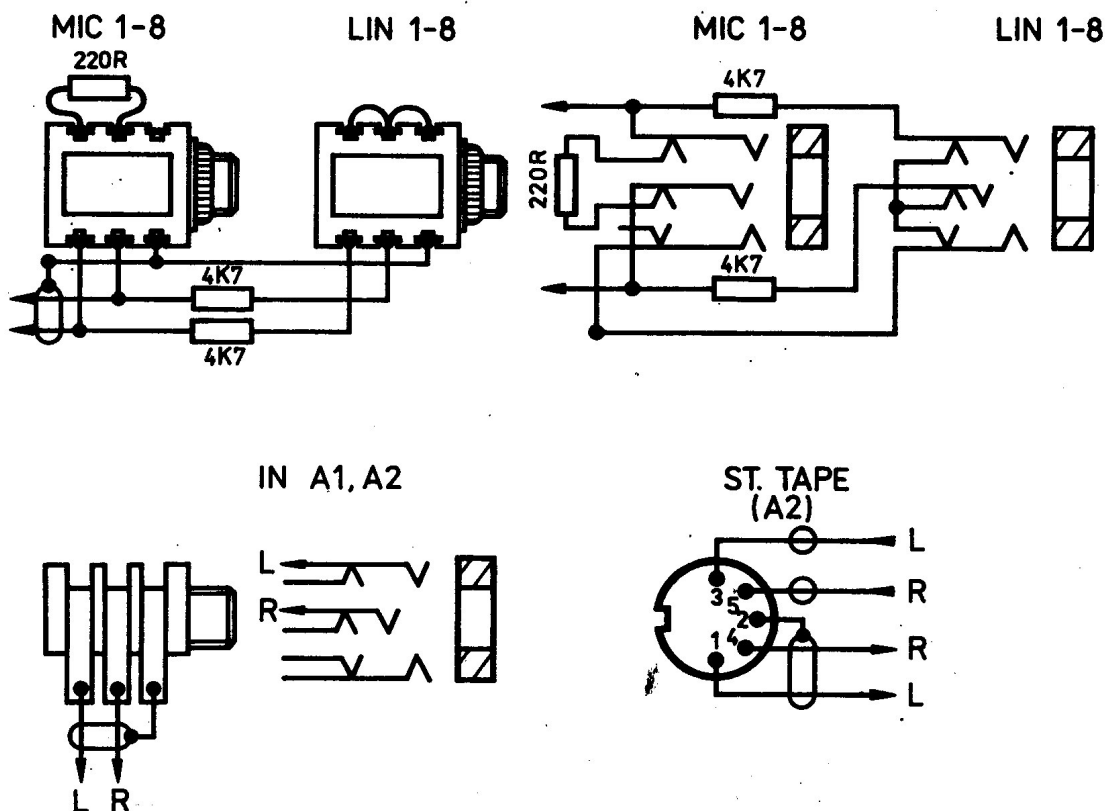 MIC 1-8
LIN 1-8
MIC 1-8
LIN 1-8
220R
4K7
4K7
4K7
220R
4K7
IN A1, A2
L
R
L R
ST. TAPE
(A2)
L
R
R
L
3
5
2
4
1